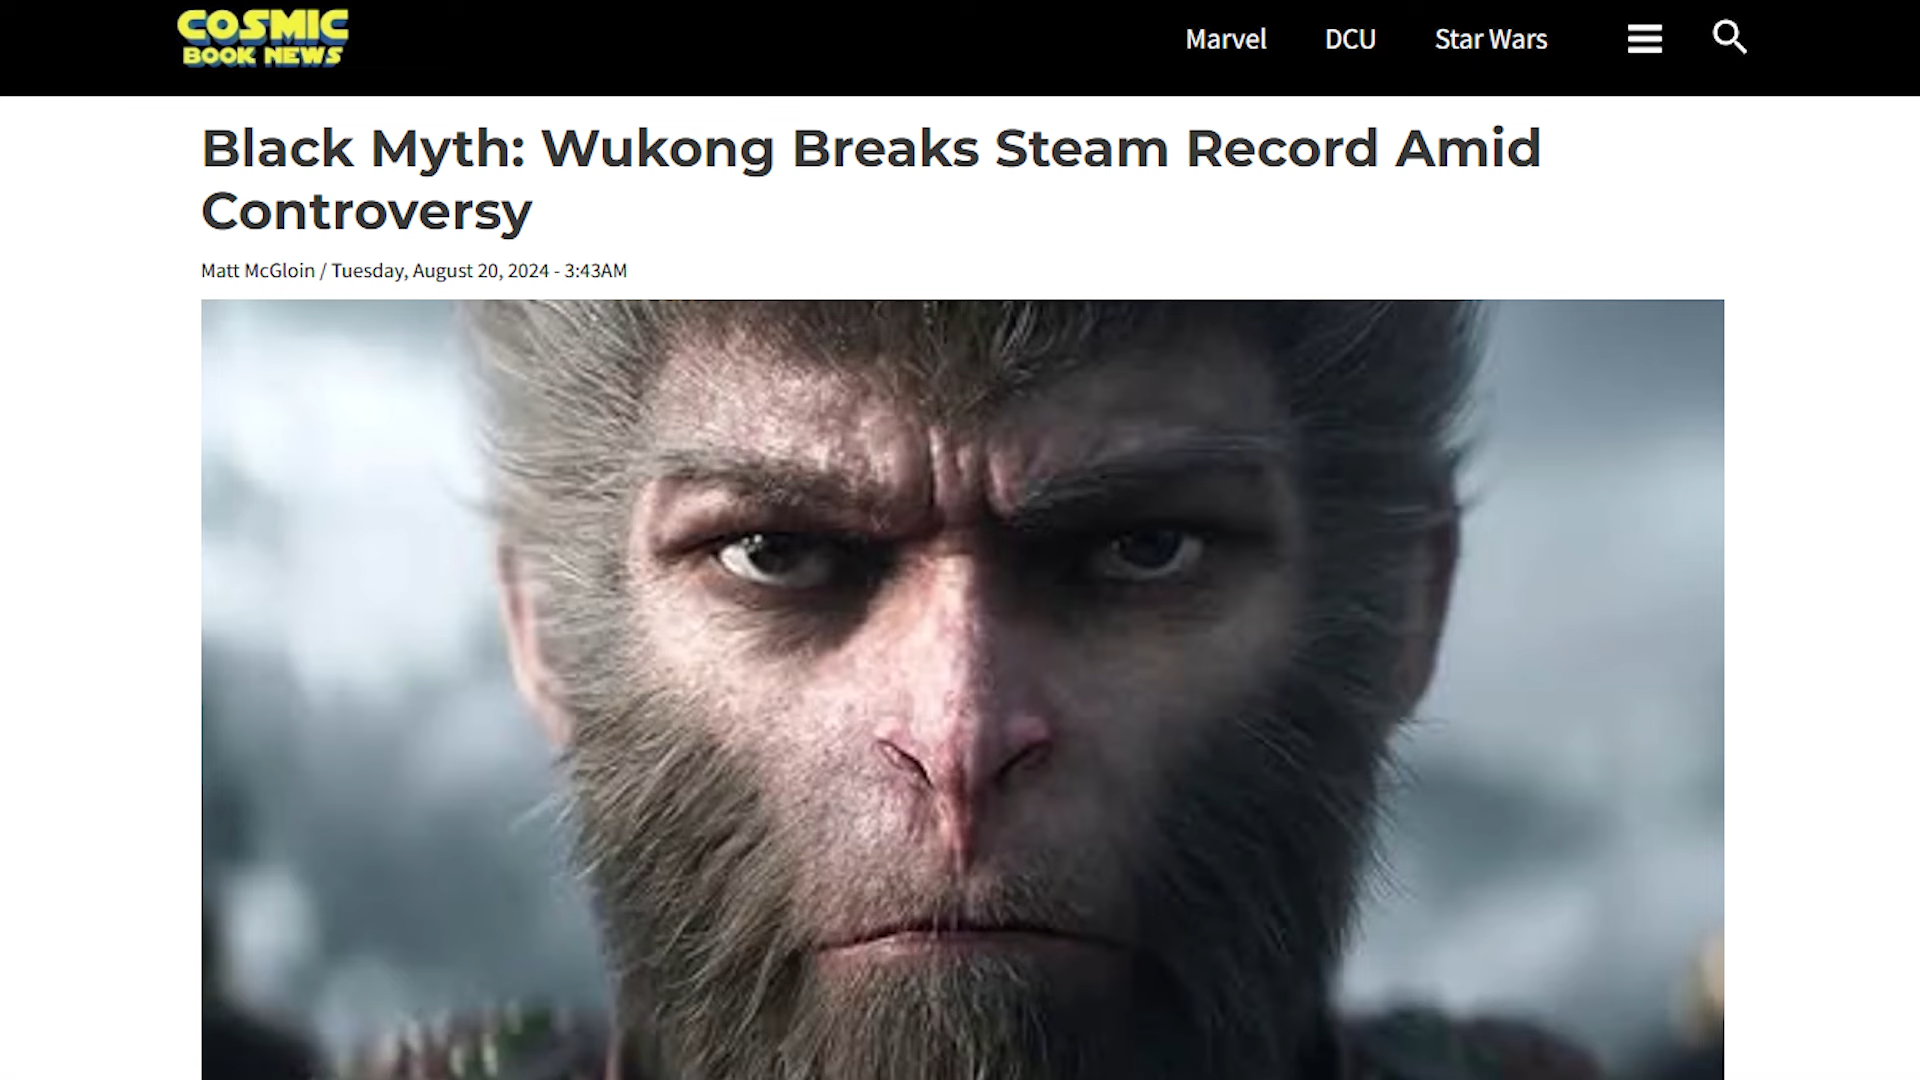 COSMIC
BOOK NEWS
Marvel DCU Star Wars
Black Myth: Wukong Breaks Steam Record Amid
Controversy
Matt McGloin / Tuesday, August 20, 2024 - 3:43AM